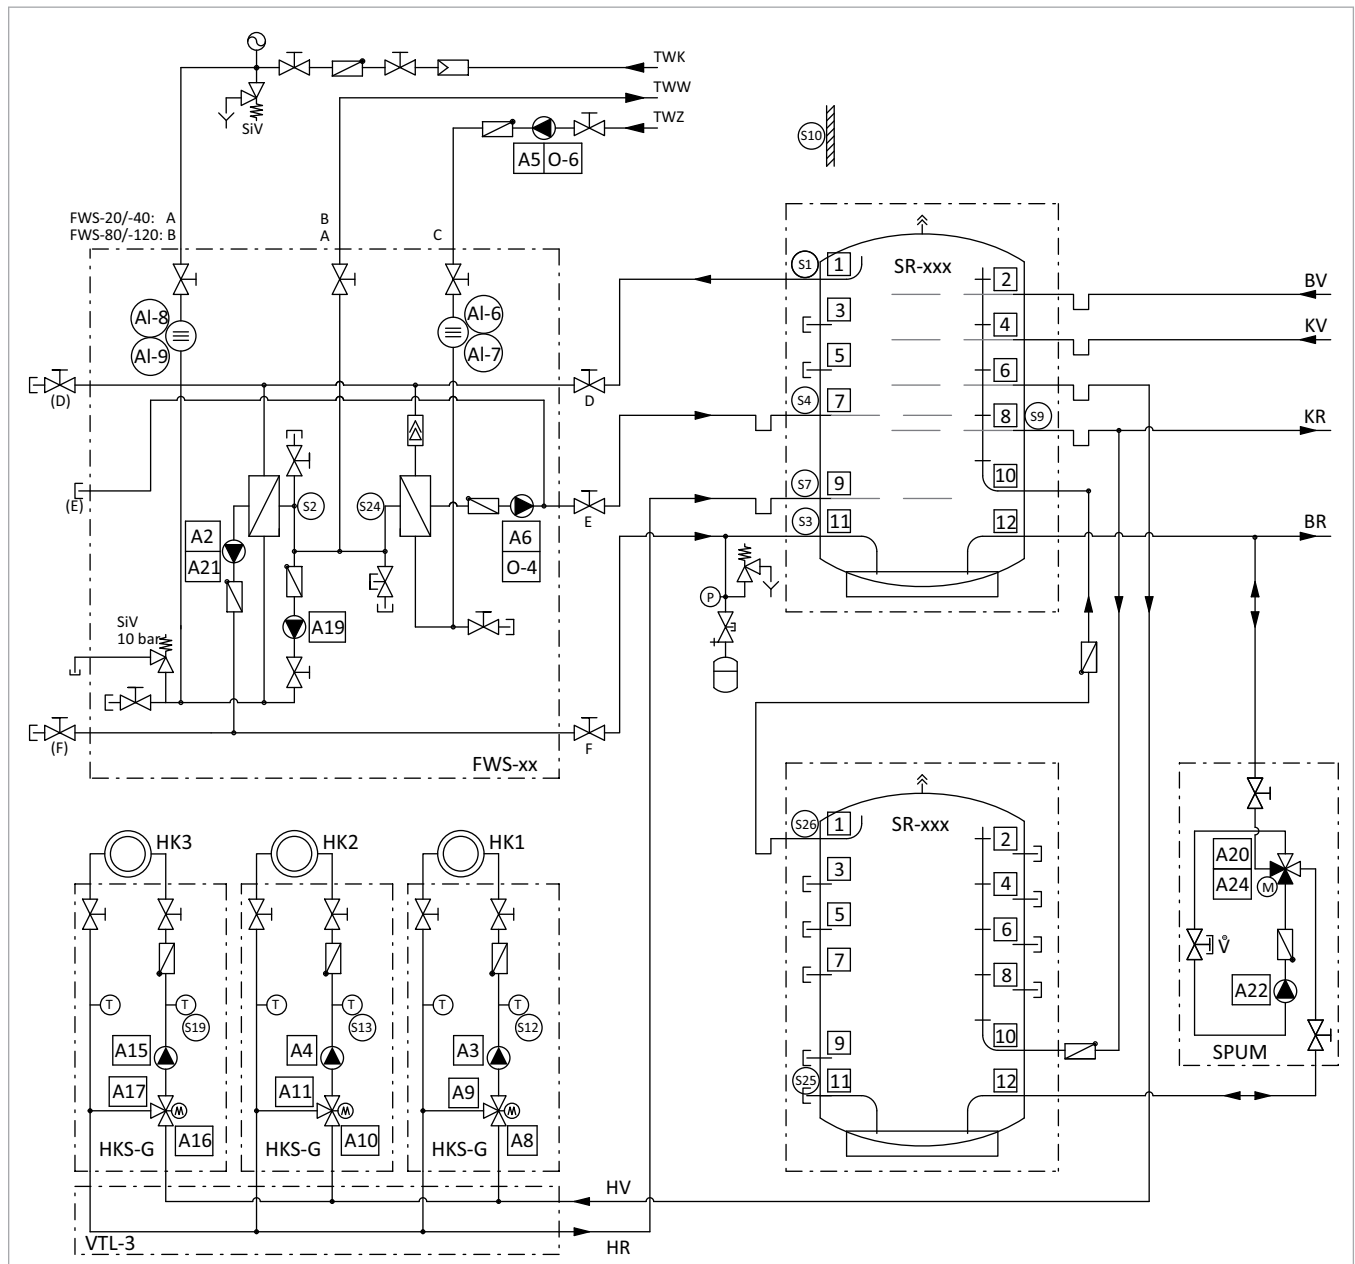 TWK
TWW
TWZ
SiV
A5 O-6
S10
FWS-20/-40: A
FWS-80/-120: B
B
A
C
S1 1
SR-xxx
2
BV
Al-8
Al-9
Al-6
Al-7
3
4
KV
5
6
(D)
D
S4 7
8 S9
KR
(E)
S2
S24
E
S7 9
10
S3 11
12
BR
A2
A21
A6
O-4
P
SiV
10 bar
A19
(F)
F
FWS-xx
HK3
HK2
HK1
S26 1
SR-xxx
2
3
4
5
6
7
8
9
10
S25 11
12
A20
A24
M
V̊
A22
SPUM
T
T
S19
T
T
S13
T
T
S12
A15
A4
A3
A17
M
A11
M
A9
M
A16
A10
A8
HKS-G
HKS-G
HKS-G
HV
VTL-3
HR